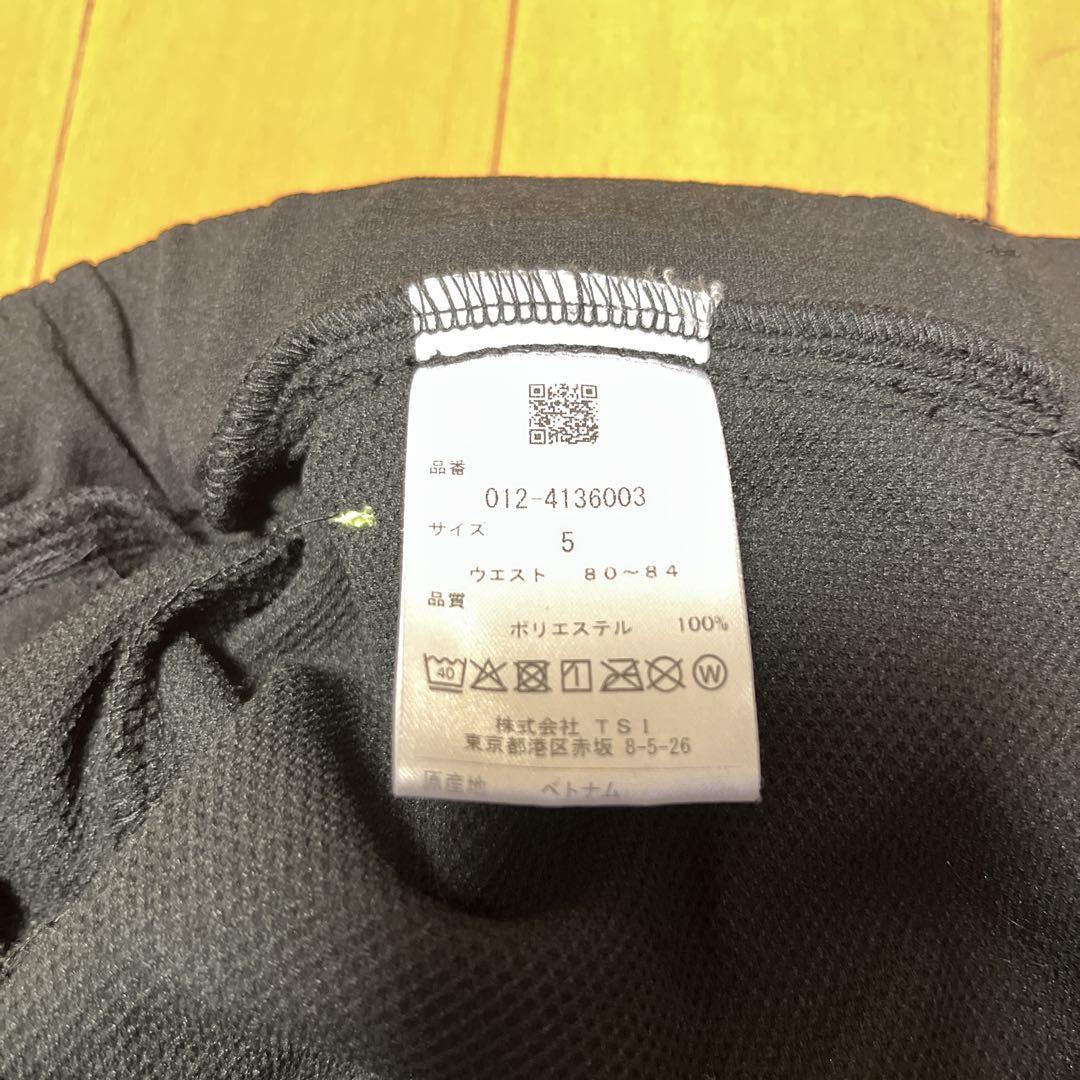 品番
012-4136003
サイズ
5
ウエスト 80~84
品質
ポリエステル 100%
40 W
株式会社 TSI
東京都港区赤坂 8-5-26
原産地 ベトナム